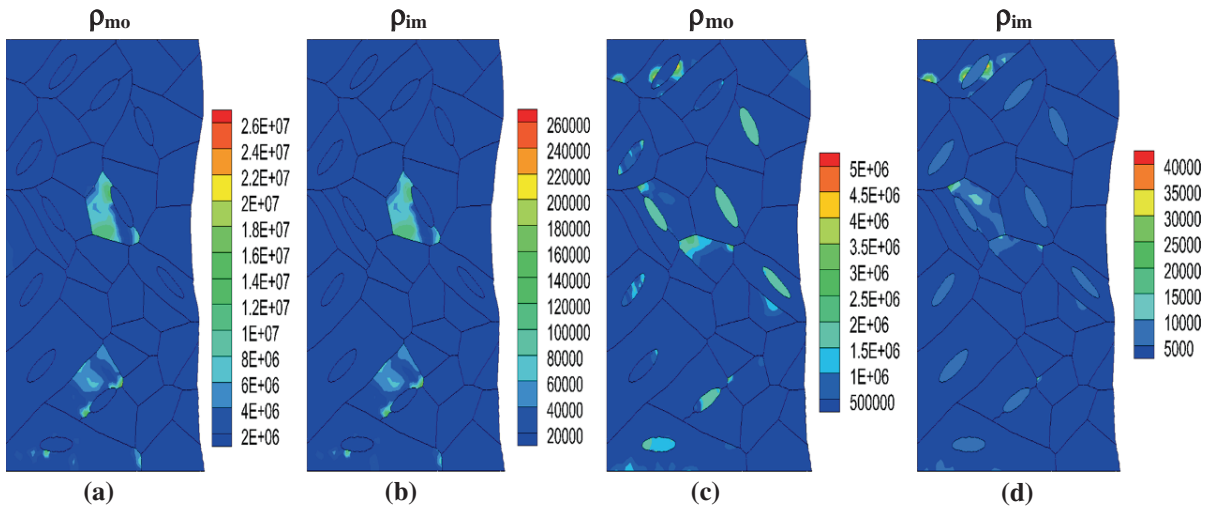 ρmo
ρim
ρmo
ρim
2.6E+07
2.4E+07
2.2E+07
2E+07
1.8E+07
1.6E+07
1.4E+07
1.2E+07
1E+07
8E+06
6E+06
4E+06
2E+06
260000
240000
220000
200000
180000
160000
140000
120000
100000
80000
60000
40000
20000
5E+06
4.5E+06
4E+06
3.5E+06
3E+06
2.5E+06
2E+06
1.5E+06
1E+06
500000
40000
35000
30000
25000
20000
15000
10000
5000
(a)
(b)
(c)
(d)